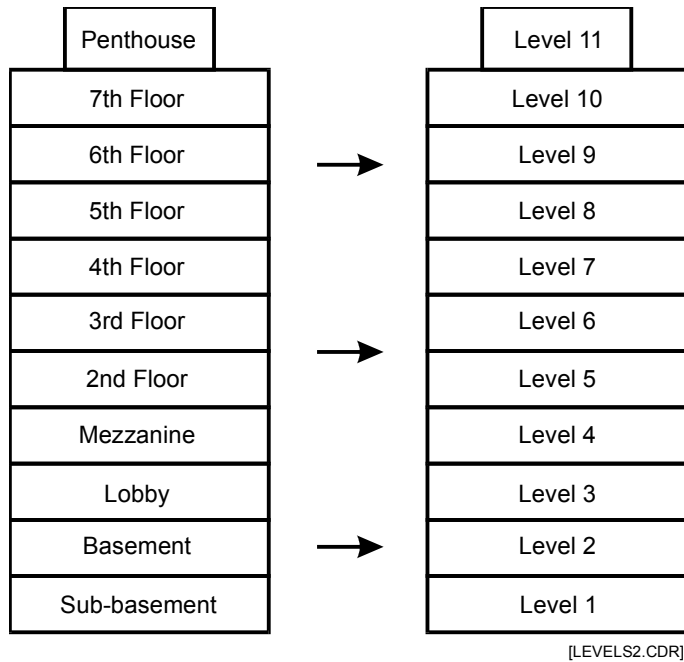 Penthouse
7th Floor
6th Floor
5th Floor
4th Floor
3rd Floor
2nd Floor
Mezzanine
Lobby
Basement
Sub-basement
Level 11
Level 10
Level 9
Level 8
Level 7
Level 6
Level 5
Level 4
Level 3
Level 2
Level 1
[LEVELS2.CDR]